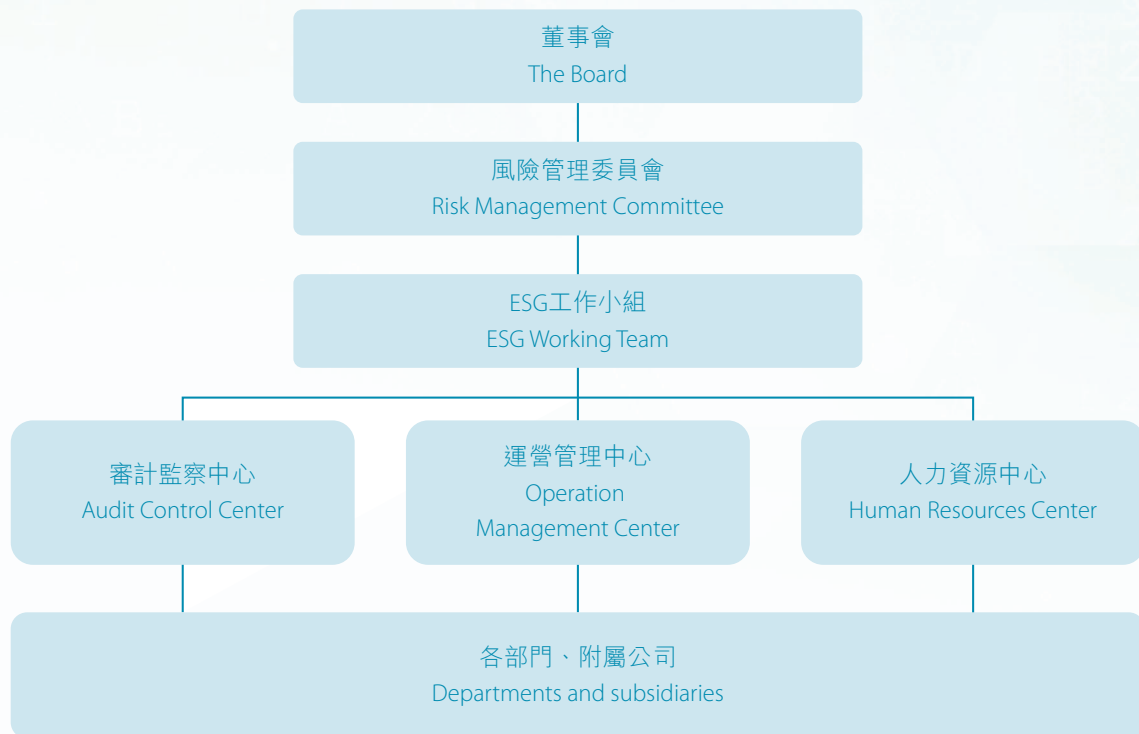 董事會
The Board
風險管理委員會
Risk Management Committee
ESG工作小組
ESG Working Team
審計監察中心
Audit Control Center
運營管理中心
Operation
Management Center
人力資源中心
Human Resources Center
各部門、附屬公司
Departments and subsidiaries